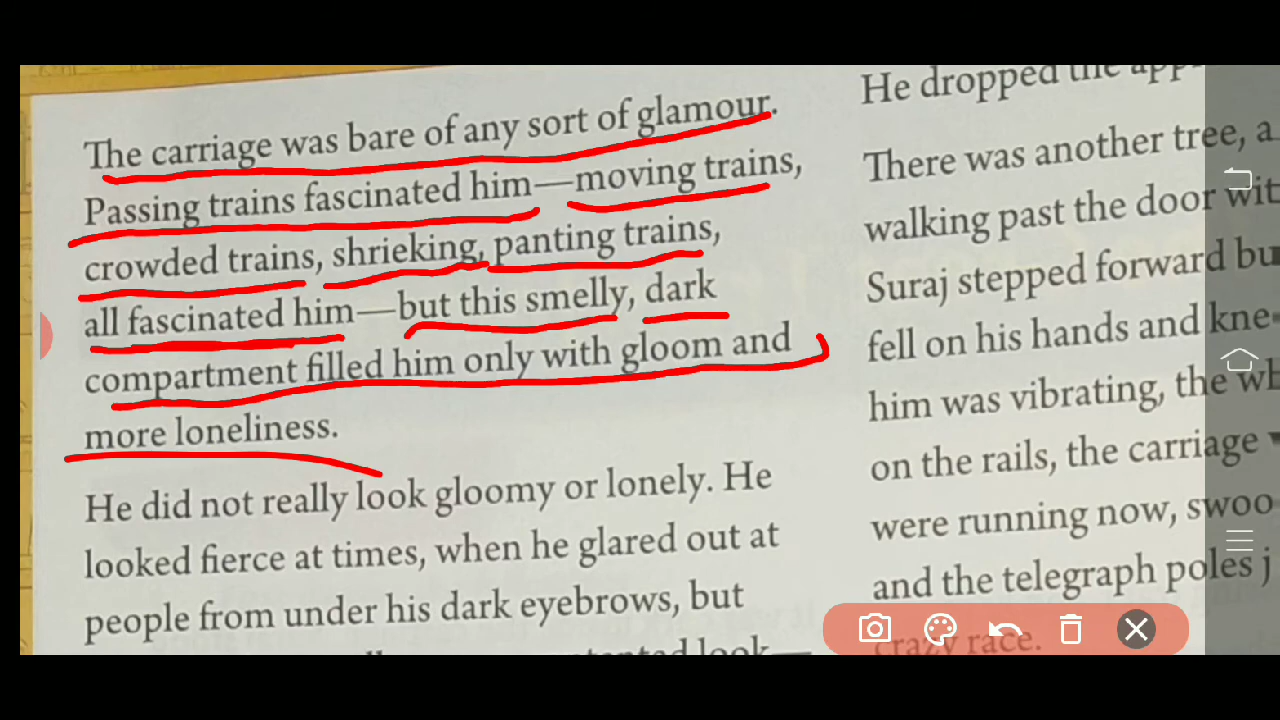 The carriage was bare of any sort of glamour.
Passing trains fascinated him—moving trains,
crowded trains, shrieking, panting trains,
all fascinated him—but this smelly, dark
compartment filled him only with gloom and
more loneliness.
He did not really look gloomy or lonely. He
looked fierce at times, when he glared out at
people from under his dark eyebrows, but
look—
He dropped the
There was another tree, a
walking past the door
Suraj stepped forward
fell on his hands and
him was vibrating, the
on the rails, the carriage
were running now,
and the telegraph poles
crazy race.